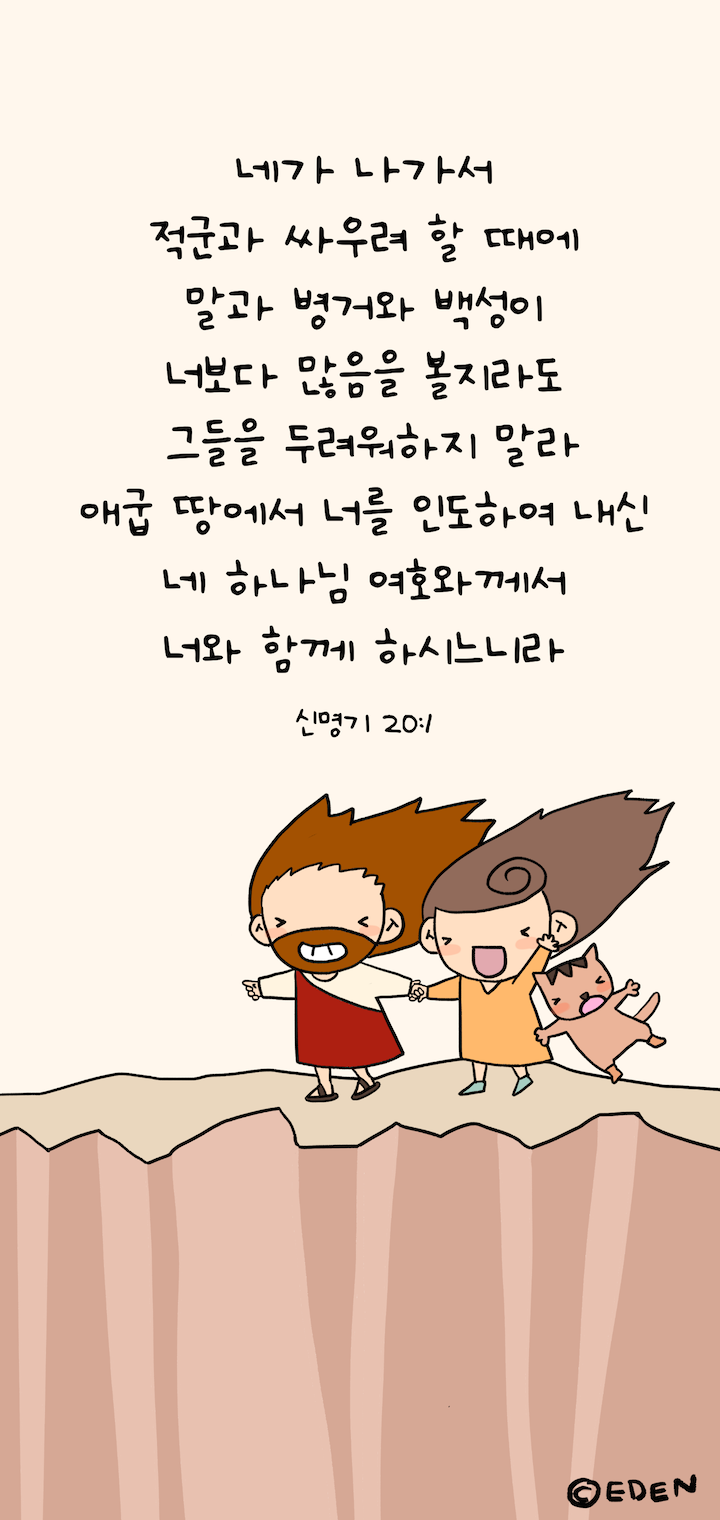 네가 나가서
적군과 싸우려 할 때에
말과 병거와 백성이
너보다 많음을 볼지라도
그들을 두려워하지 말라
애굽 땅에서 너를 인도하여 내신
네 하나님 여호와께서
너와 함께 하시느니라
신명기 20:1
©EDEN